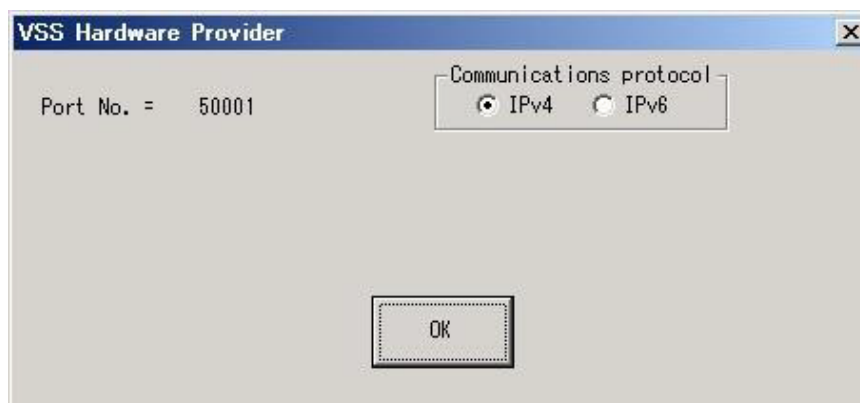 VSS Hardware Provider
Communications protocol
IPv4 IPv6
Port No. = 50001
OK